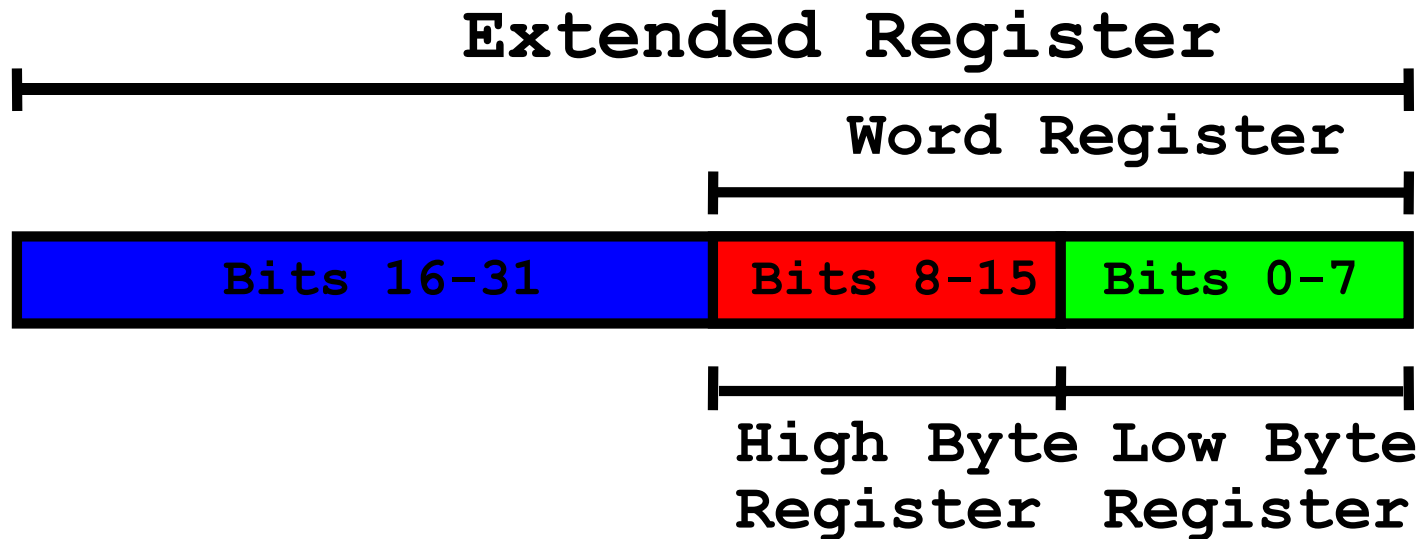 Extended Register
Word Register
Bits 16-31 Bits 8-15 Bits 0-7
High Byte Low Byte
Register Register